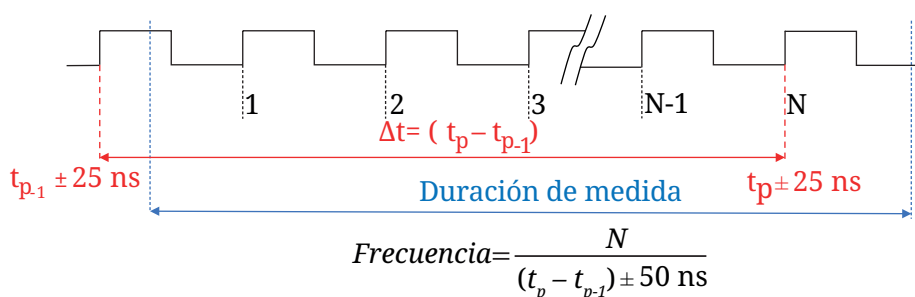 1 2 3 N-1 N
Δt= ( tp – tp-1)
tp-1 ± 25 ns tp ± 25 ns
Duración de medida
Frecuencia= N / (tp – tp-1) ± 50 ns